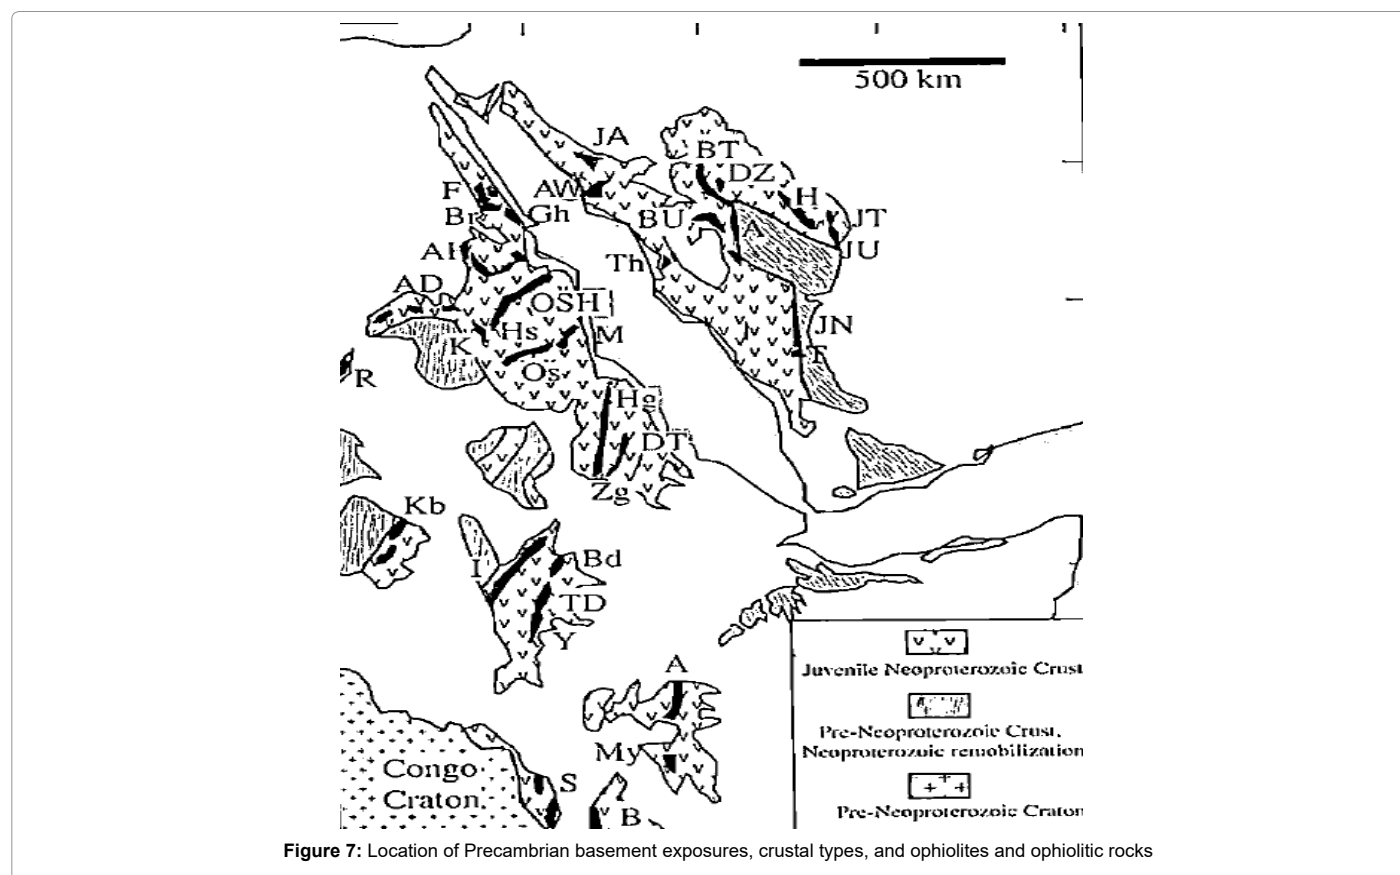 500 km
JA
BT
DZ
F
AW
H
Br
Gh
BU
A
JT
JU
AH
Th
AD
OSH
Hs
M
JN
K
T
R
Os
Hg
DT
Zg
Kb
I
Bd
TD
Y
Juvenile Neoproterozoic Crust
A
Pre-Neoproterozoic Crust,
Neoproterozoic remobilization
My
Congo
Craton
S
B
Pre-Neoproterozoic Craton
Figure 7: Location of Precambrian basement exposures, crustal types, and ophiolites and ophiolitic rocks